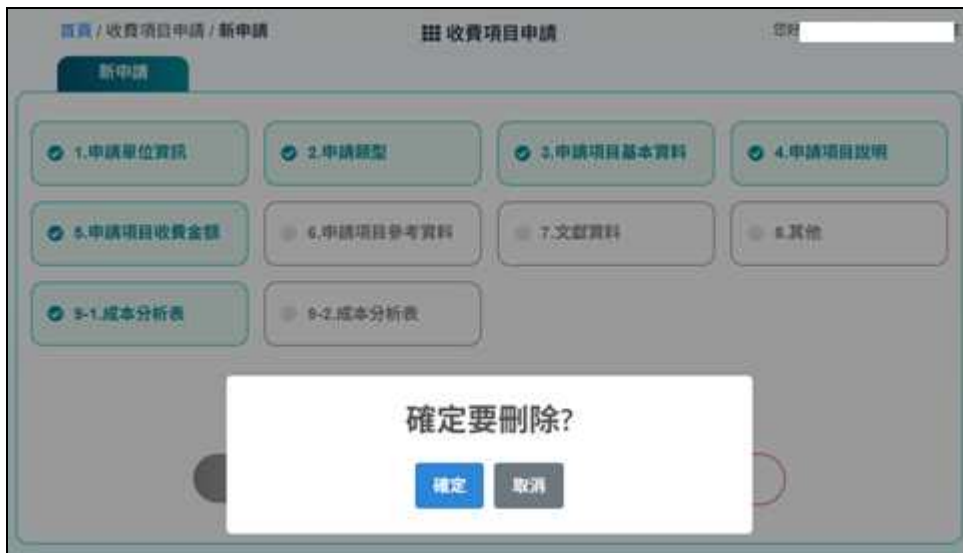 首頁 / 收費項目申請 / 新申請
收費項目申請
您好
新申請
1.申請單位資訊
2.申請類型
3.申請項目基本資料
4.申請項目說明
5.申請項目收費金額
6.申請項目參考資料
7.文獻資料
8.其他
9-1.成本分析表
9-2.成本分析表
確定要刪除?
確定
取消